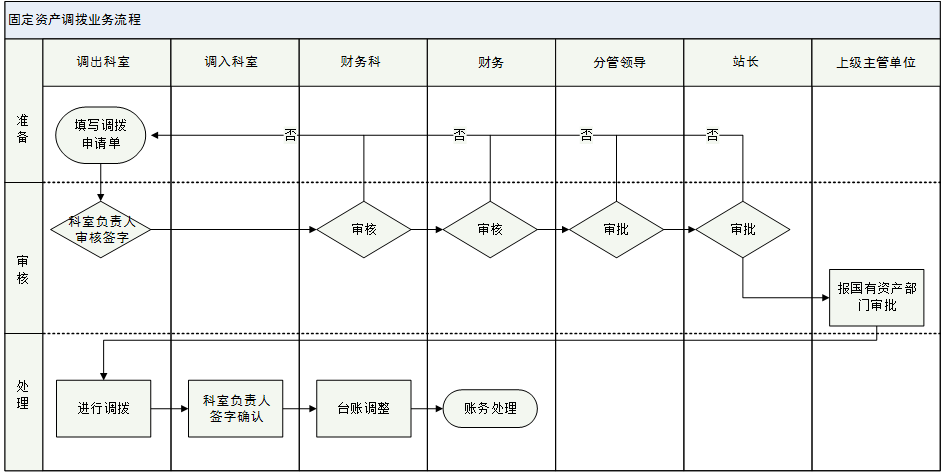 固定资产调拨业务流程
调出科室
调入科室
财务科
财务
分管领导
站长
上级主管单位
准
备
填写调拨
申请单
否
否
否
否
审
核
科室负责人
审核签字
审核
审核
审批
审批
报国有资产部
门审批
处
理
进行调拨
科室负责人
签字确认
台账调整
账务处理